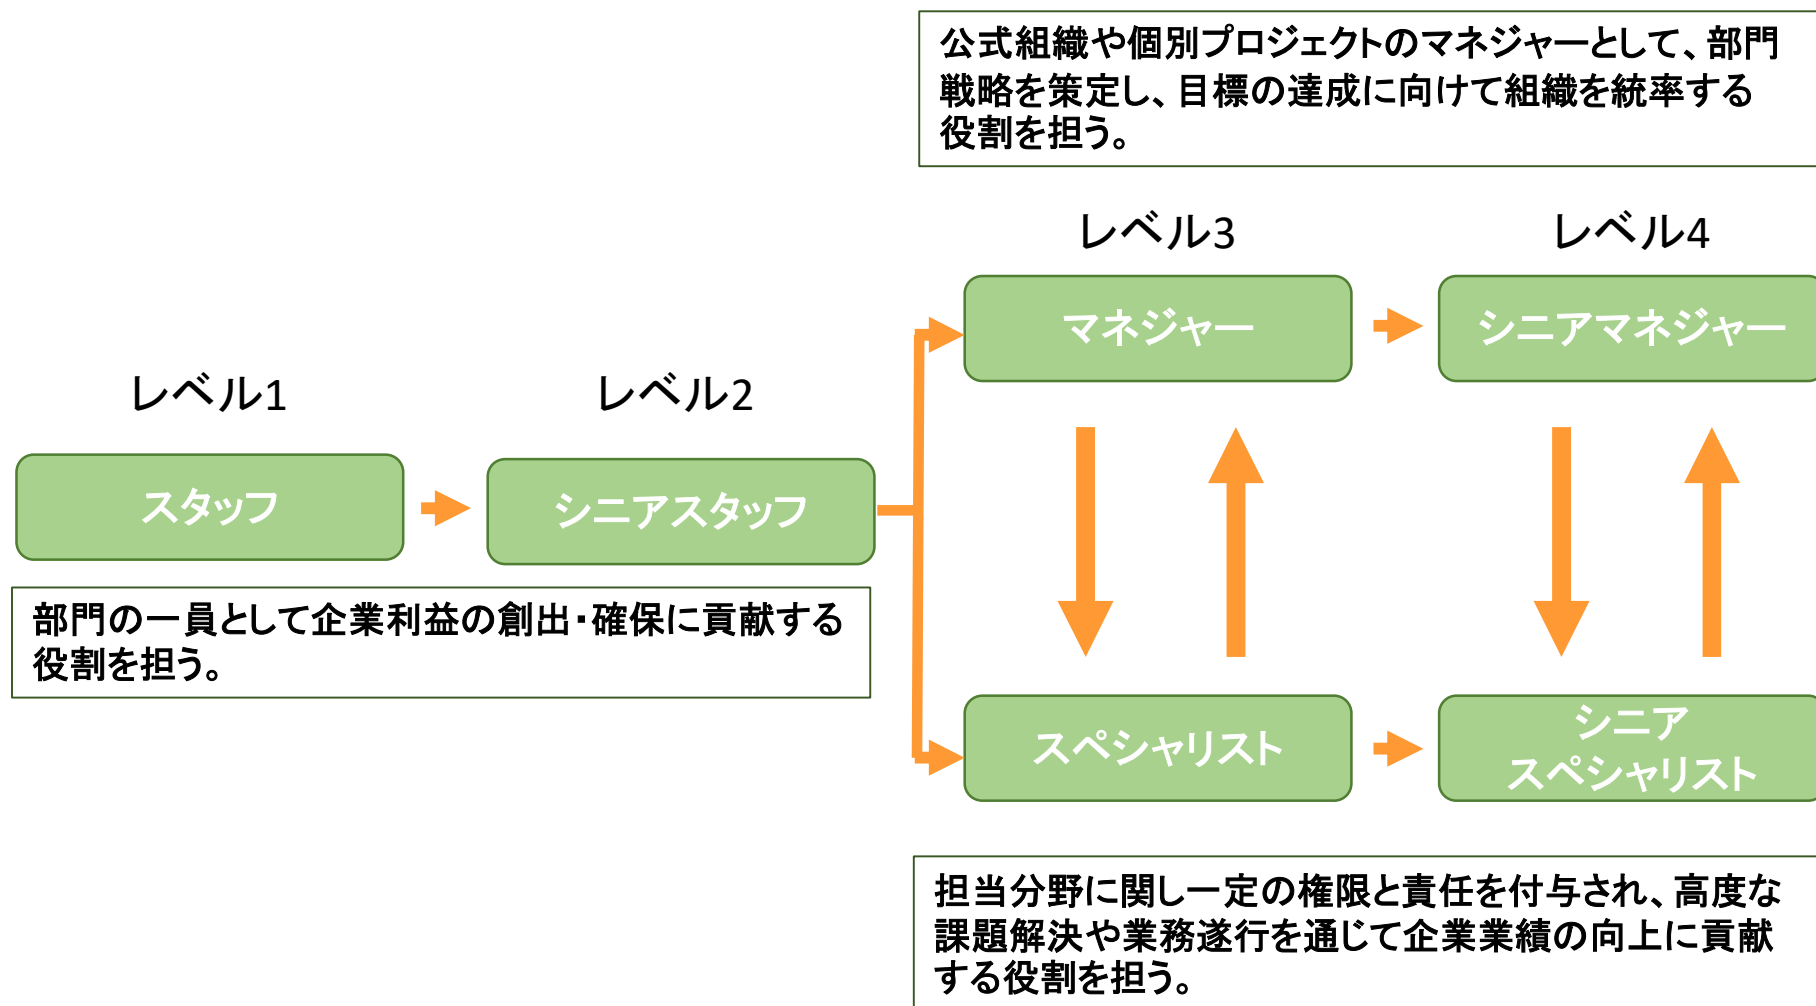 公式組織や個別プロジェクトのマネジャーとして、部門
戦略を策定し、目標の達成に向けて組織を統率する
役割を担う。
レベル3
レベル4
マネジャー
シニアマネジャー
レベル1
レベル2
スタッフ
シニアスタッフ
部門の一員として企業利益の創出・確保に貢献する
役割を担う。
スペシャリスト
シニア
スペシャリスト
担当分野に関し一定の権限と責任を付与され、高度な
課題解決や業務遂行を通じて企業業績の向上に貢献
する役割を担う。